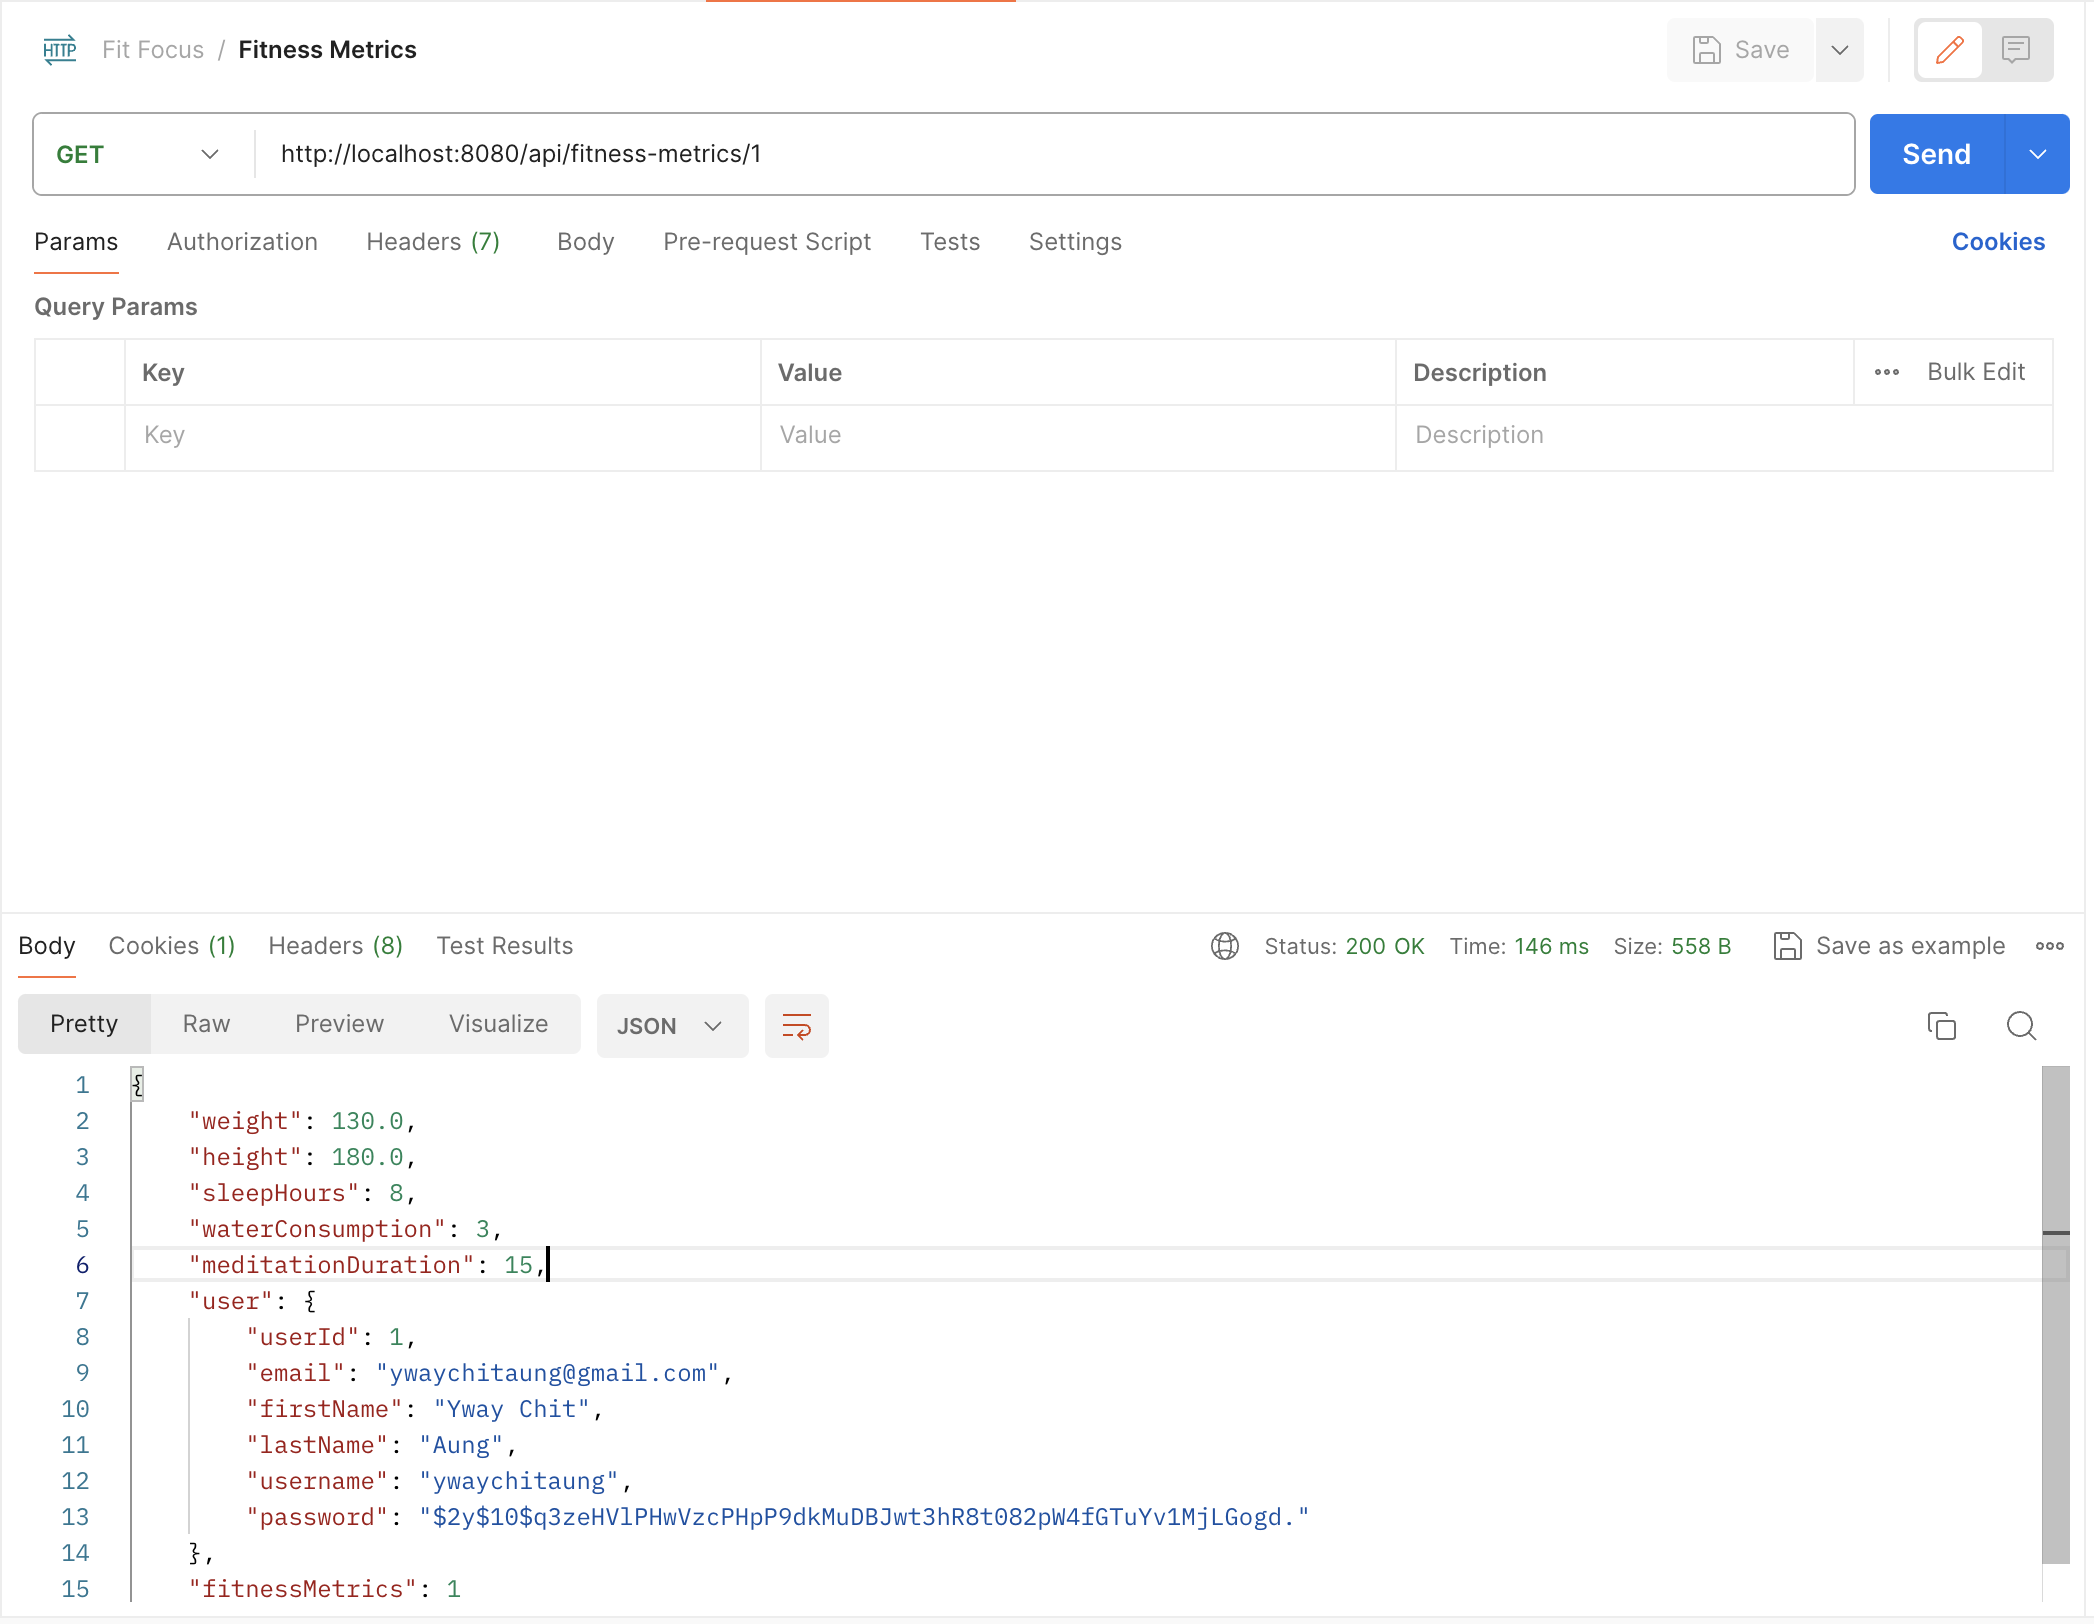 HTTP Fit Focus / Fitness Metrics Save
GET http://localhost:8080/api/fitness-metrics/1 Send
Params Authorization Headers (7) Body Pre-request Script Tests Settings Cookies
Query Params
Key Value Description Bulk Edit
Key Value Description
Body Cookies (1) Headers (8) Test Results Status: 200 OK Time: 146 ms Size: 558 B Save as example
Pretty Raw Preview Visualize JSON
1 {
2 "weight": 130.0,
3 "height": 180.0,
4 "sleepHours": 8,
5 "waterConsumption": 3,
6 "meditationDuration": 15,
7 "user": {
8 "userId": 1,
9 "email": "ywaychitaung@gmail.com",
10 "firstName": "Yway Chit",
11 "lastName": "Aung",
12 "username": "ywaychitaung",
13 "password": "$2y$10$q3zeHVlPHwVzcPHpP9dkMuDBJwt3hR8t082pW4fGTuYv1MjLGogd."
14 },
15 "fitnessMetrics": 1